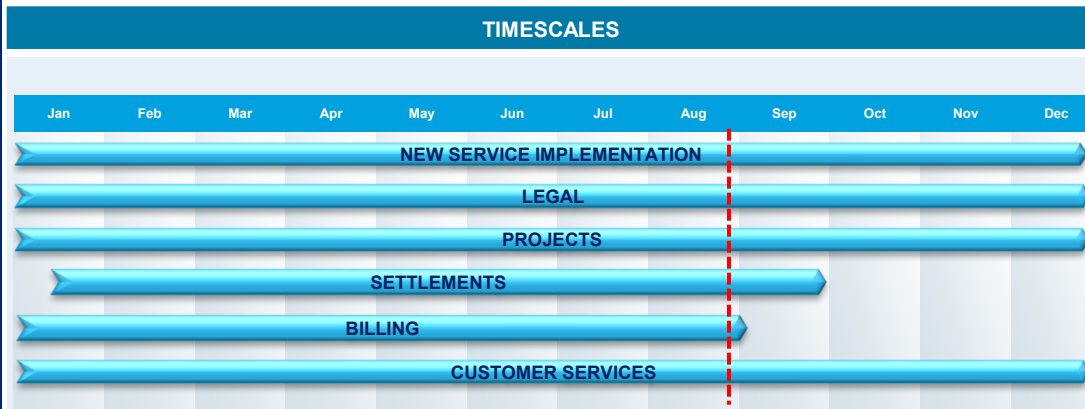 TIMESCALES
Jan Feb Mar Apr May Jun Jul Aug Sep Oct Nov Dec
NEW SERVICE IMPLEMENTATION
LEGAL
PROJECTS
SETTLEMENTS
BILLING
CUSTOMER SERVICES